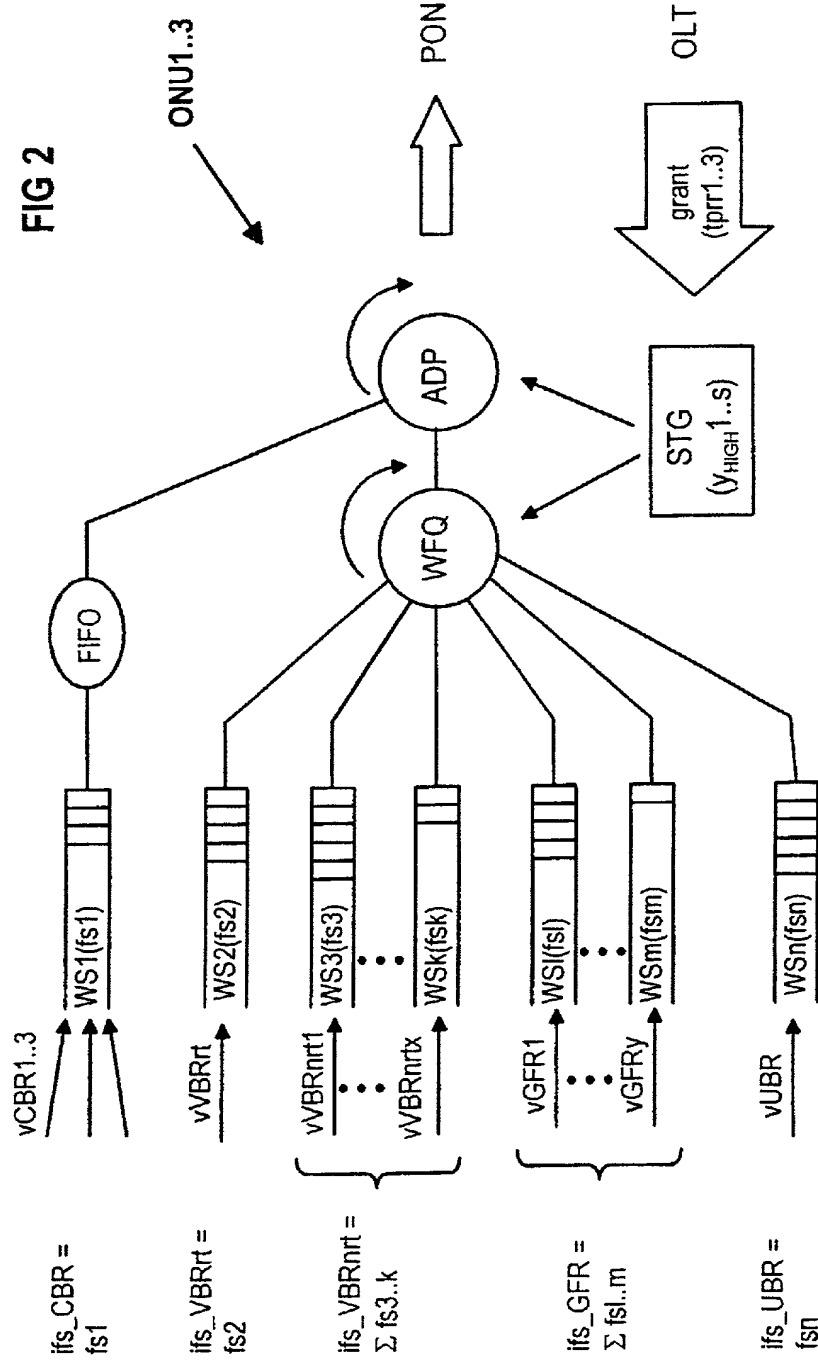 FIG 2
ONU1..3
ifs_CBR =
fs1
vCBR1..3
WS1(fs1)
FIFO
ifs_VBRrt =
fs2
vVBRrt
WS2(fs2)
ifs_VBRnrt =
Σ fs3..k
vVBRnrt1
WS3(fs3)
vVBRnrtx
WSk(fsk)
WFQ
ADP
PON
ifs_GFR =
Σ fsl..m
vGFR1
WSl(fsl)
vGFRy
WSm(fsm)
STG
(yHIGH1..s)
grant
(tprr1..3)
OLT
ifs_UBR =
fsn
vUBR
WSn(fsn)